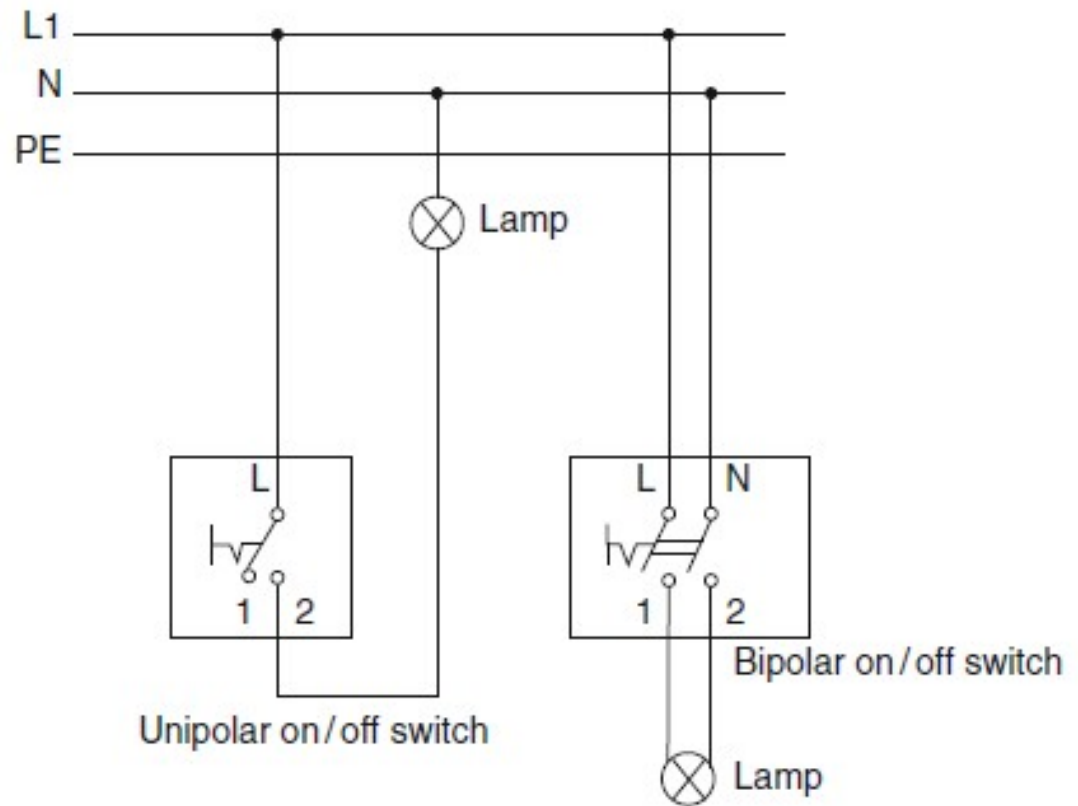 L1
N
PE
Lamp
L
1 2
Unipolar on/off switch
L N
1 2
Bipolar on/off switch
Lamp